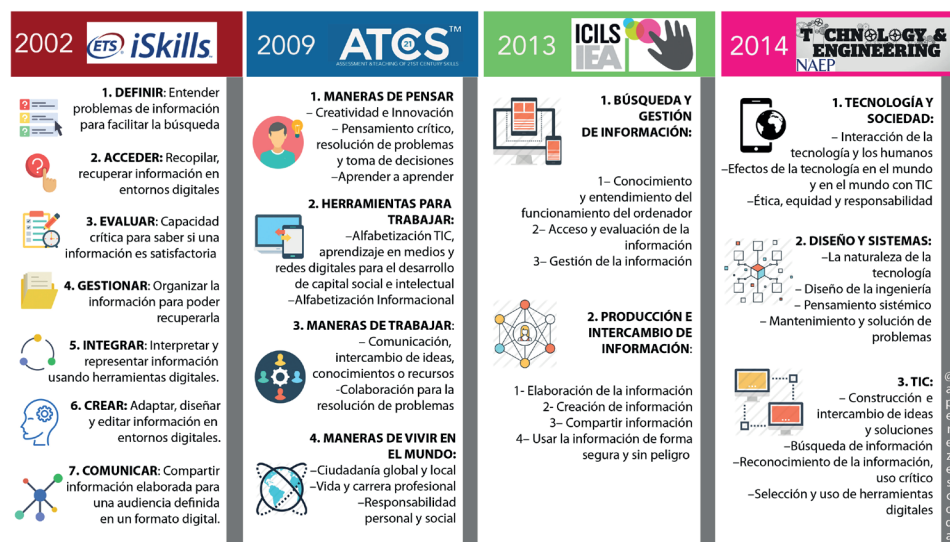 2002 ETS iSkills
1. DEFINIR: Entender
problemas de información
para facilitar la búsqueda
2. ACCEDER: Recopilar,
recuperar información en
entornos digitales
3. EVALUAR: Capacidad
crítica para saber si una
información es satisfactoria
4. GESTIONAR: Organizar la
información para poder
recuperarla
5. INTEGRAR: Interpretar y
representar información
usando herramientas digitales.
6. CREAR: Adaptar, diseñar
y editar información en
entornos digitales.
7. COMUNICAR: Compartir
información elaborada para
una audiencia definida
en un formato digital.
2009 ATCS™
21
ASSESSMENT & TEACHING OF 21ST CENTURY SKILLS
1. MANERAS DE PENSAR
– Creatividad e Innovación
– Pensamiento crítico,
resolución de problemas
y toma de decisiones
–Aprender a aprender
2. HERRAMIENTAS PARA
TRABAJAR:
–Alfabetización TIC,
aprendizaje en medios y
redes digitales para el desarrollo
de capital social e intelectual
–Alfabetización Informacional
3. MANERAS DE TRABAJAR:
– Comunicación,
intercambio de ideas,
conocimientos o recursos
-Colaboración para la
resolución de problemas
4. MANERAS DE VIVIR EN
EL MUNDO:
–Ciudadanía global y local
–Vida y carrera profesional
–Responsabilidad
personal y social
2013 ICILS
IEA
1. BÚSQUEDA Y
GESTIÓN
DE INFORMACIÓN:
1– Conocimiento
y entendimiento del
funcionamiento del ordenador
2– Acceso y evaluación de la
información
3– Gestión de la información
2. PRODUCCIÓN E
INTERCAMBIO DE
INFORMACIÓN:
1- Elaboración de la información
2- Creación de información
3– Compartir información
4– Usar la información de forma
segura y sin peligro
2014 TECHNOLOGY &
ENGINEERING
NAEP
1. TECNOLOGÍA Y
SOCIEDAD:
– Interacción de la
tecnología y los humanos
–Efectos de la tecnología en el mundo
y en el mundo con TIC
–Ética, equidad y responsabilidad
2. DISEÑO Y SISTEMAS:
–La naturaleza de la
tecnología
– Diseño de la ingeniería
– Pensamiento sistémico
– Mantenimiento y solución de
problemas
3. TIC:
– Construcción e
intercambio de ideas
y soluciones
–Búsqueda de información
–Reconocimiento de la información,
uso crítico
–Selección y uso de herramientas
digitales